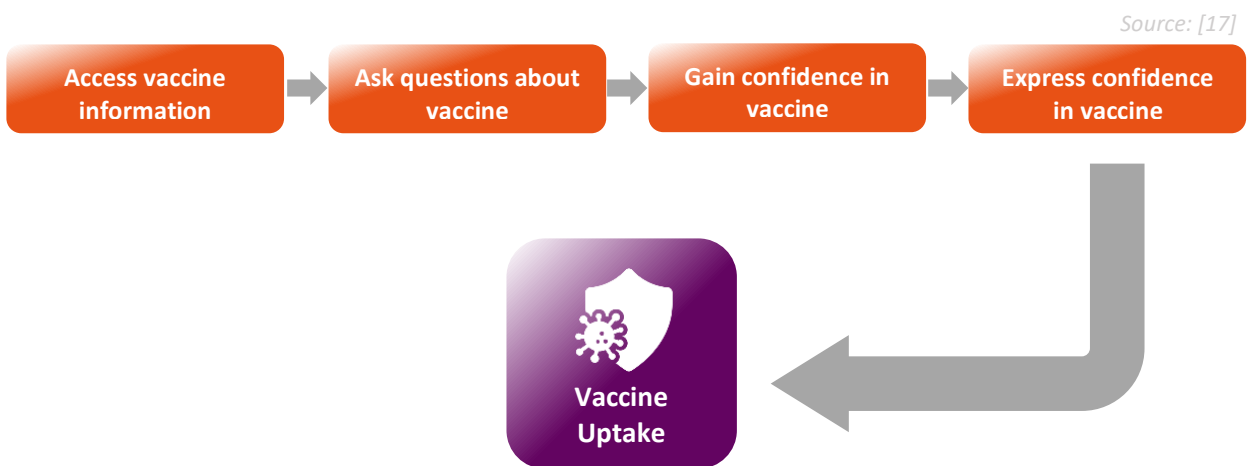 Source: [17]
Access vaccine
information
Ask questions about
vaccine
Gain confidence in
vaccine
Express confidence
in vaccine
Vaccine
Uptake